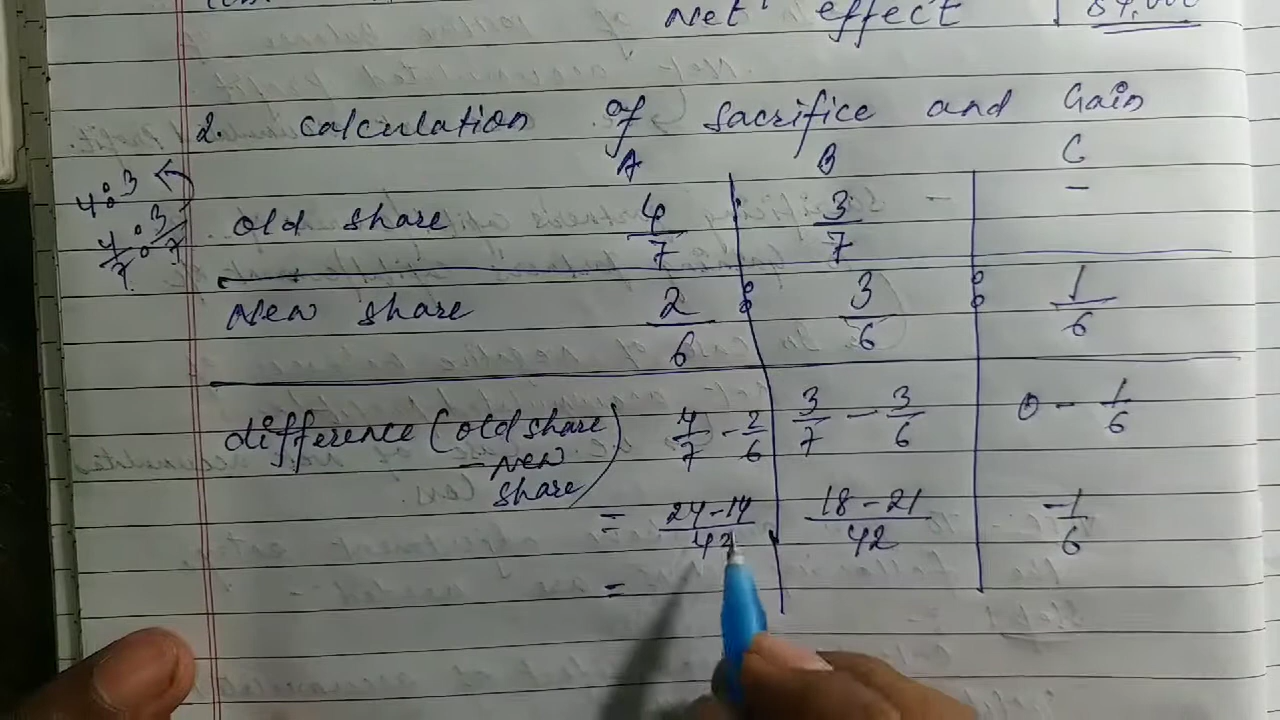 Net effect 84,000
2. Calculation of Sacrifice and Gain
A B C
4:3
4/7 : 3/7
old share 4/7 : 3/7 - -
New share 2/6 : 3/6 : 1/6
difference (old share 4/7 - 2/6 3/7 - 3/6 0 - 1/6
- New
share) = 24-14/42 18-21/42 -1/6
=